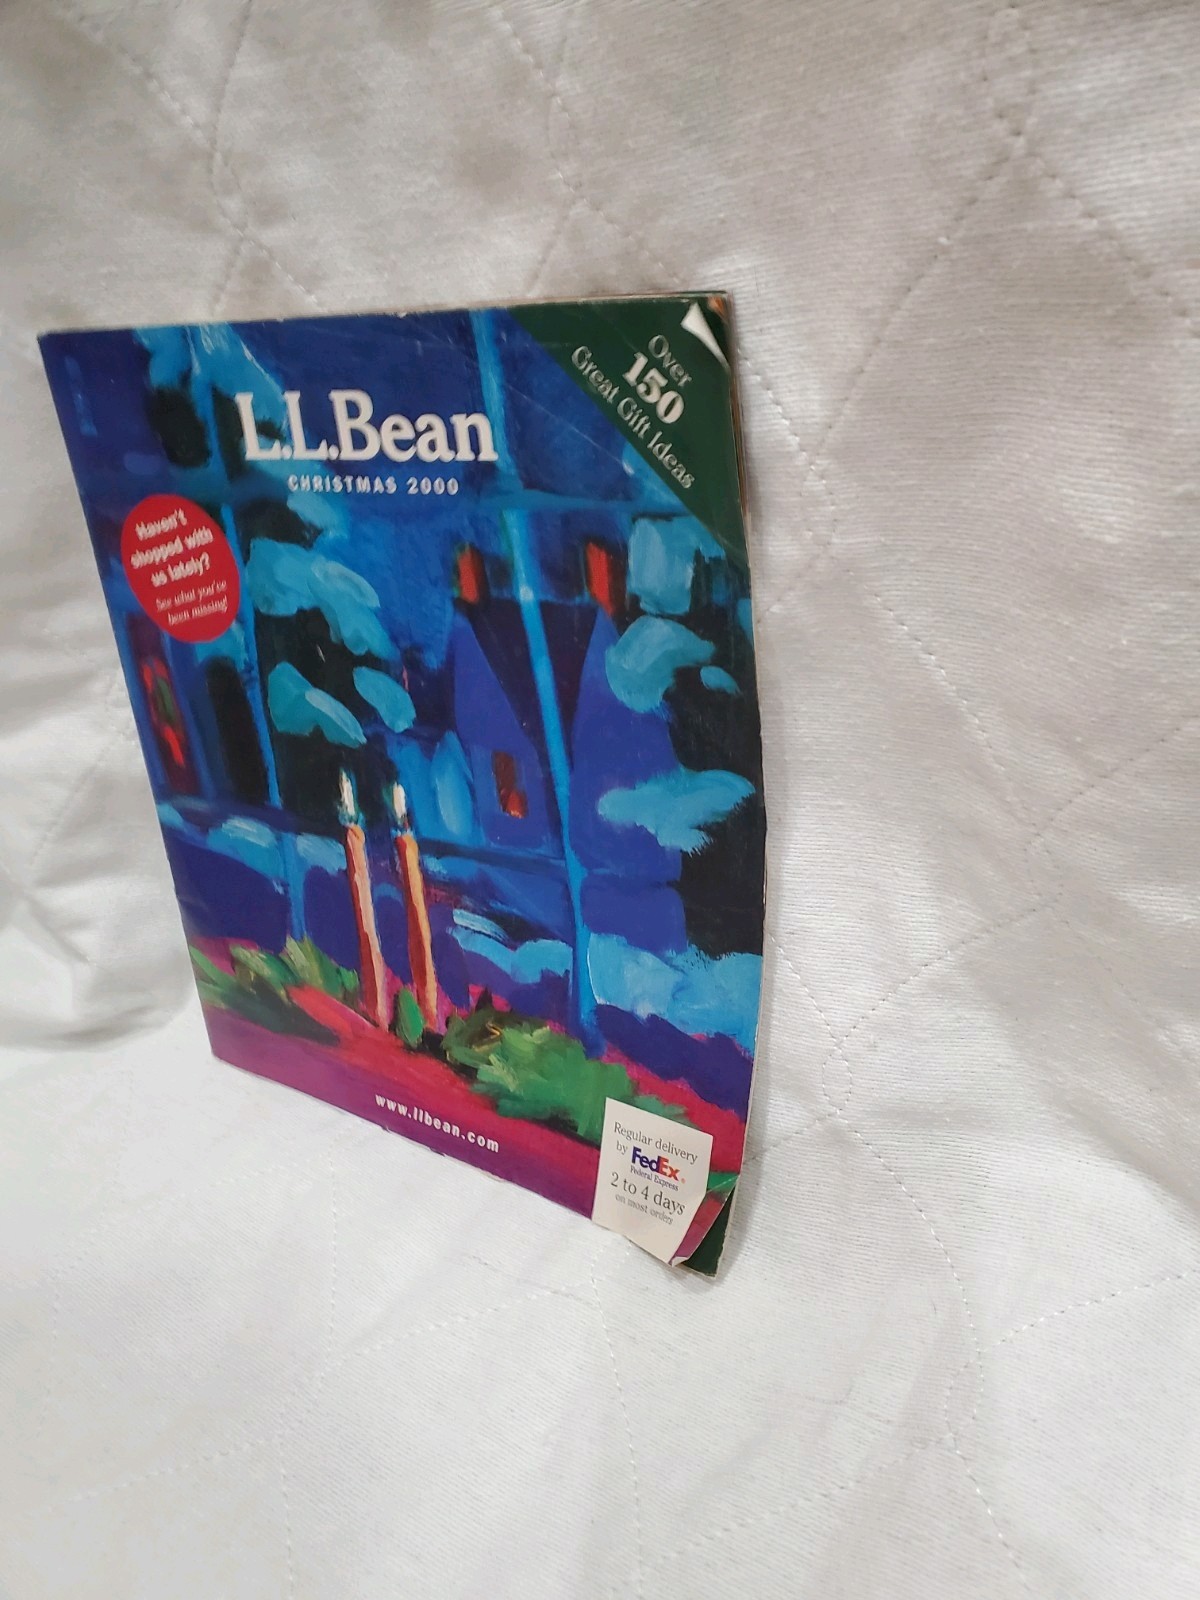 Over
150
Great Gift Ideas
L.L.Bean
CHRISTMAS 2000
Haven't
shopped with
us lately?
See what you've
been missing!
www.llbean.com
Regular delivery
by FedEx®
Federal Express
2 to 4 days
on most orders